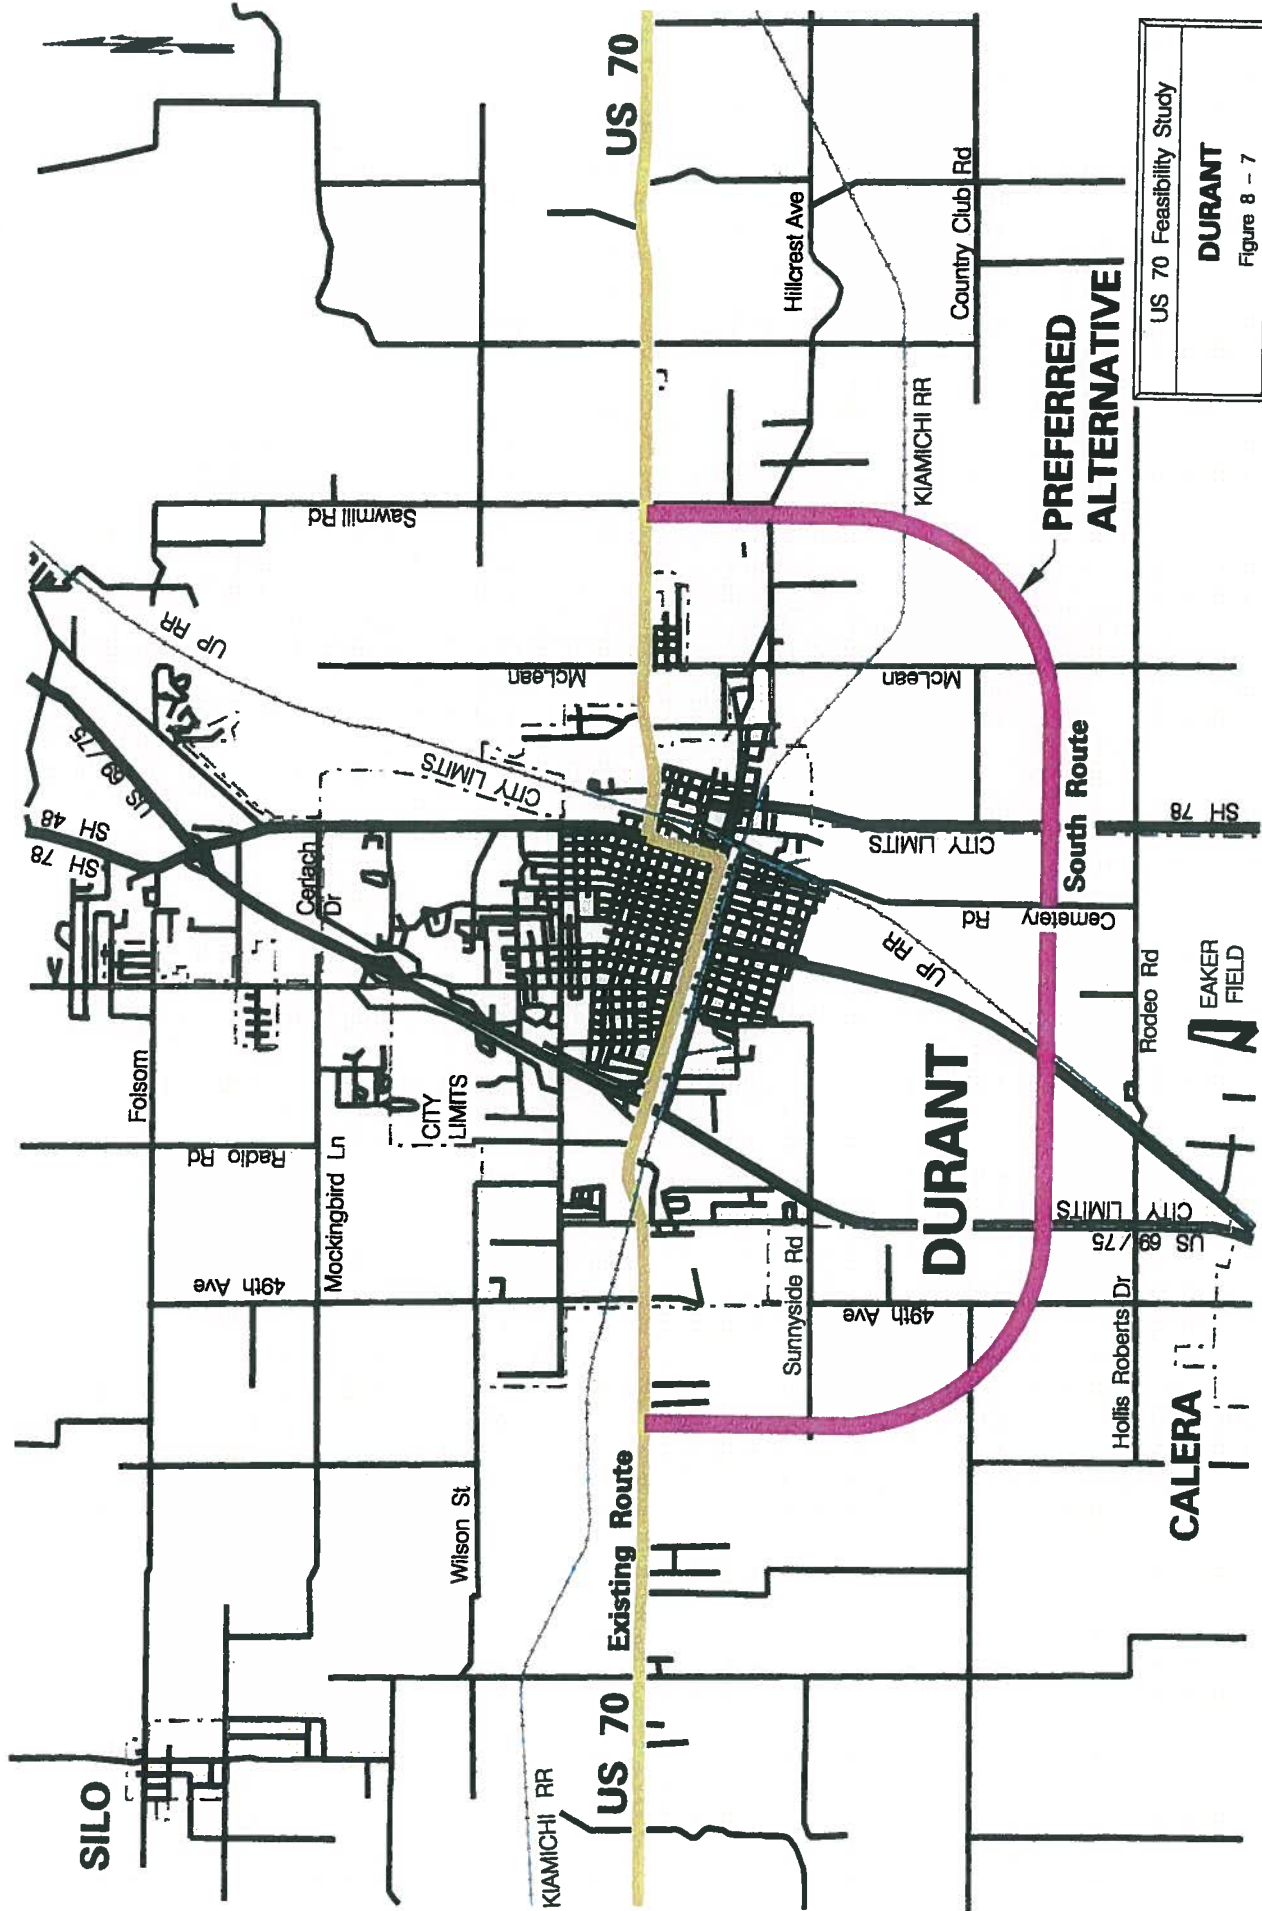 SILO
Folsom
Radio Rd
Mockingbird Ln
49th Ave
Wilson St
CITY
LIMITS
Cerlach
Dr
SH 78
SH 48
US 69/75
UP RR
Sawmill Rd
McLean
CITY LIMITS
KIAMICHI RR
US 70
Existing Route
US 70
Sunnyside Rd
49th Ave
DURANT
UP RR
Cemetery Rd
CITY LIMITS
McLean
KIAMICHI RR
Hillcrest Ave
Country Club Rd
South Route
SH 78
PREFERRED
ALTERNATIVE
CALERA
Hollis Roberts Dr
US 69/75
CITY LIMITS
Rodeo Rd
EAKER
FIELD
US 70 Feasibility Study
DURANT
Figure 8 - 7